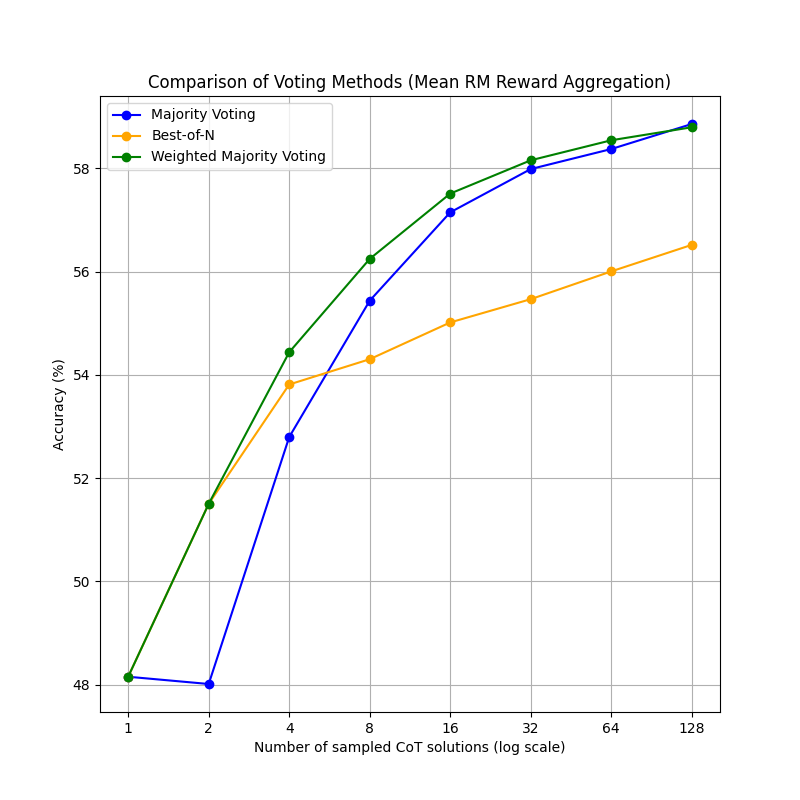 Comparison of Voting Methods (Mean RM Reward Aggregation)
Majority Voting
Best-of-N
Weighted Majority Voting
Accuracy (%)
58
56
54
52
50
48
1 2 4 8 16 32 64 128
Number of sampled CoT solutions (log scale)